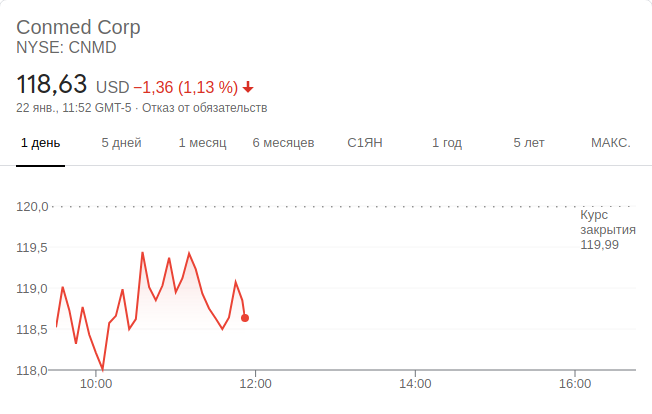 Conmed Corp
NYSE: CNMD
118,63 USD −1,36 (1,13 %)
22 янв., 11:52 GMT-5 · Отказ от обязательств
1 день 5 дней 1 месяц 6 месяцев С1ЯН 1 год 5 лет МАКС.
120,0
Курс
закрытия
119,99
119,5
119,0
118,5
118,0
10:00 12:00 14:00 16:00